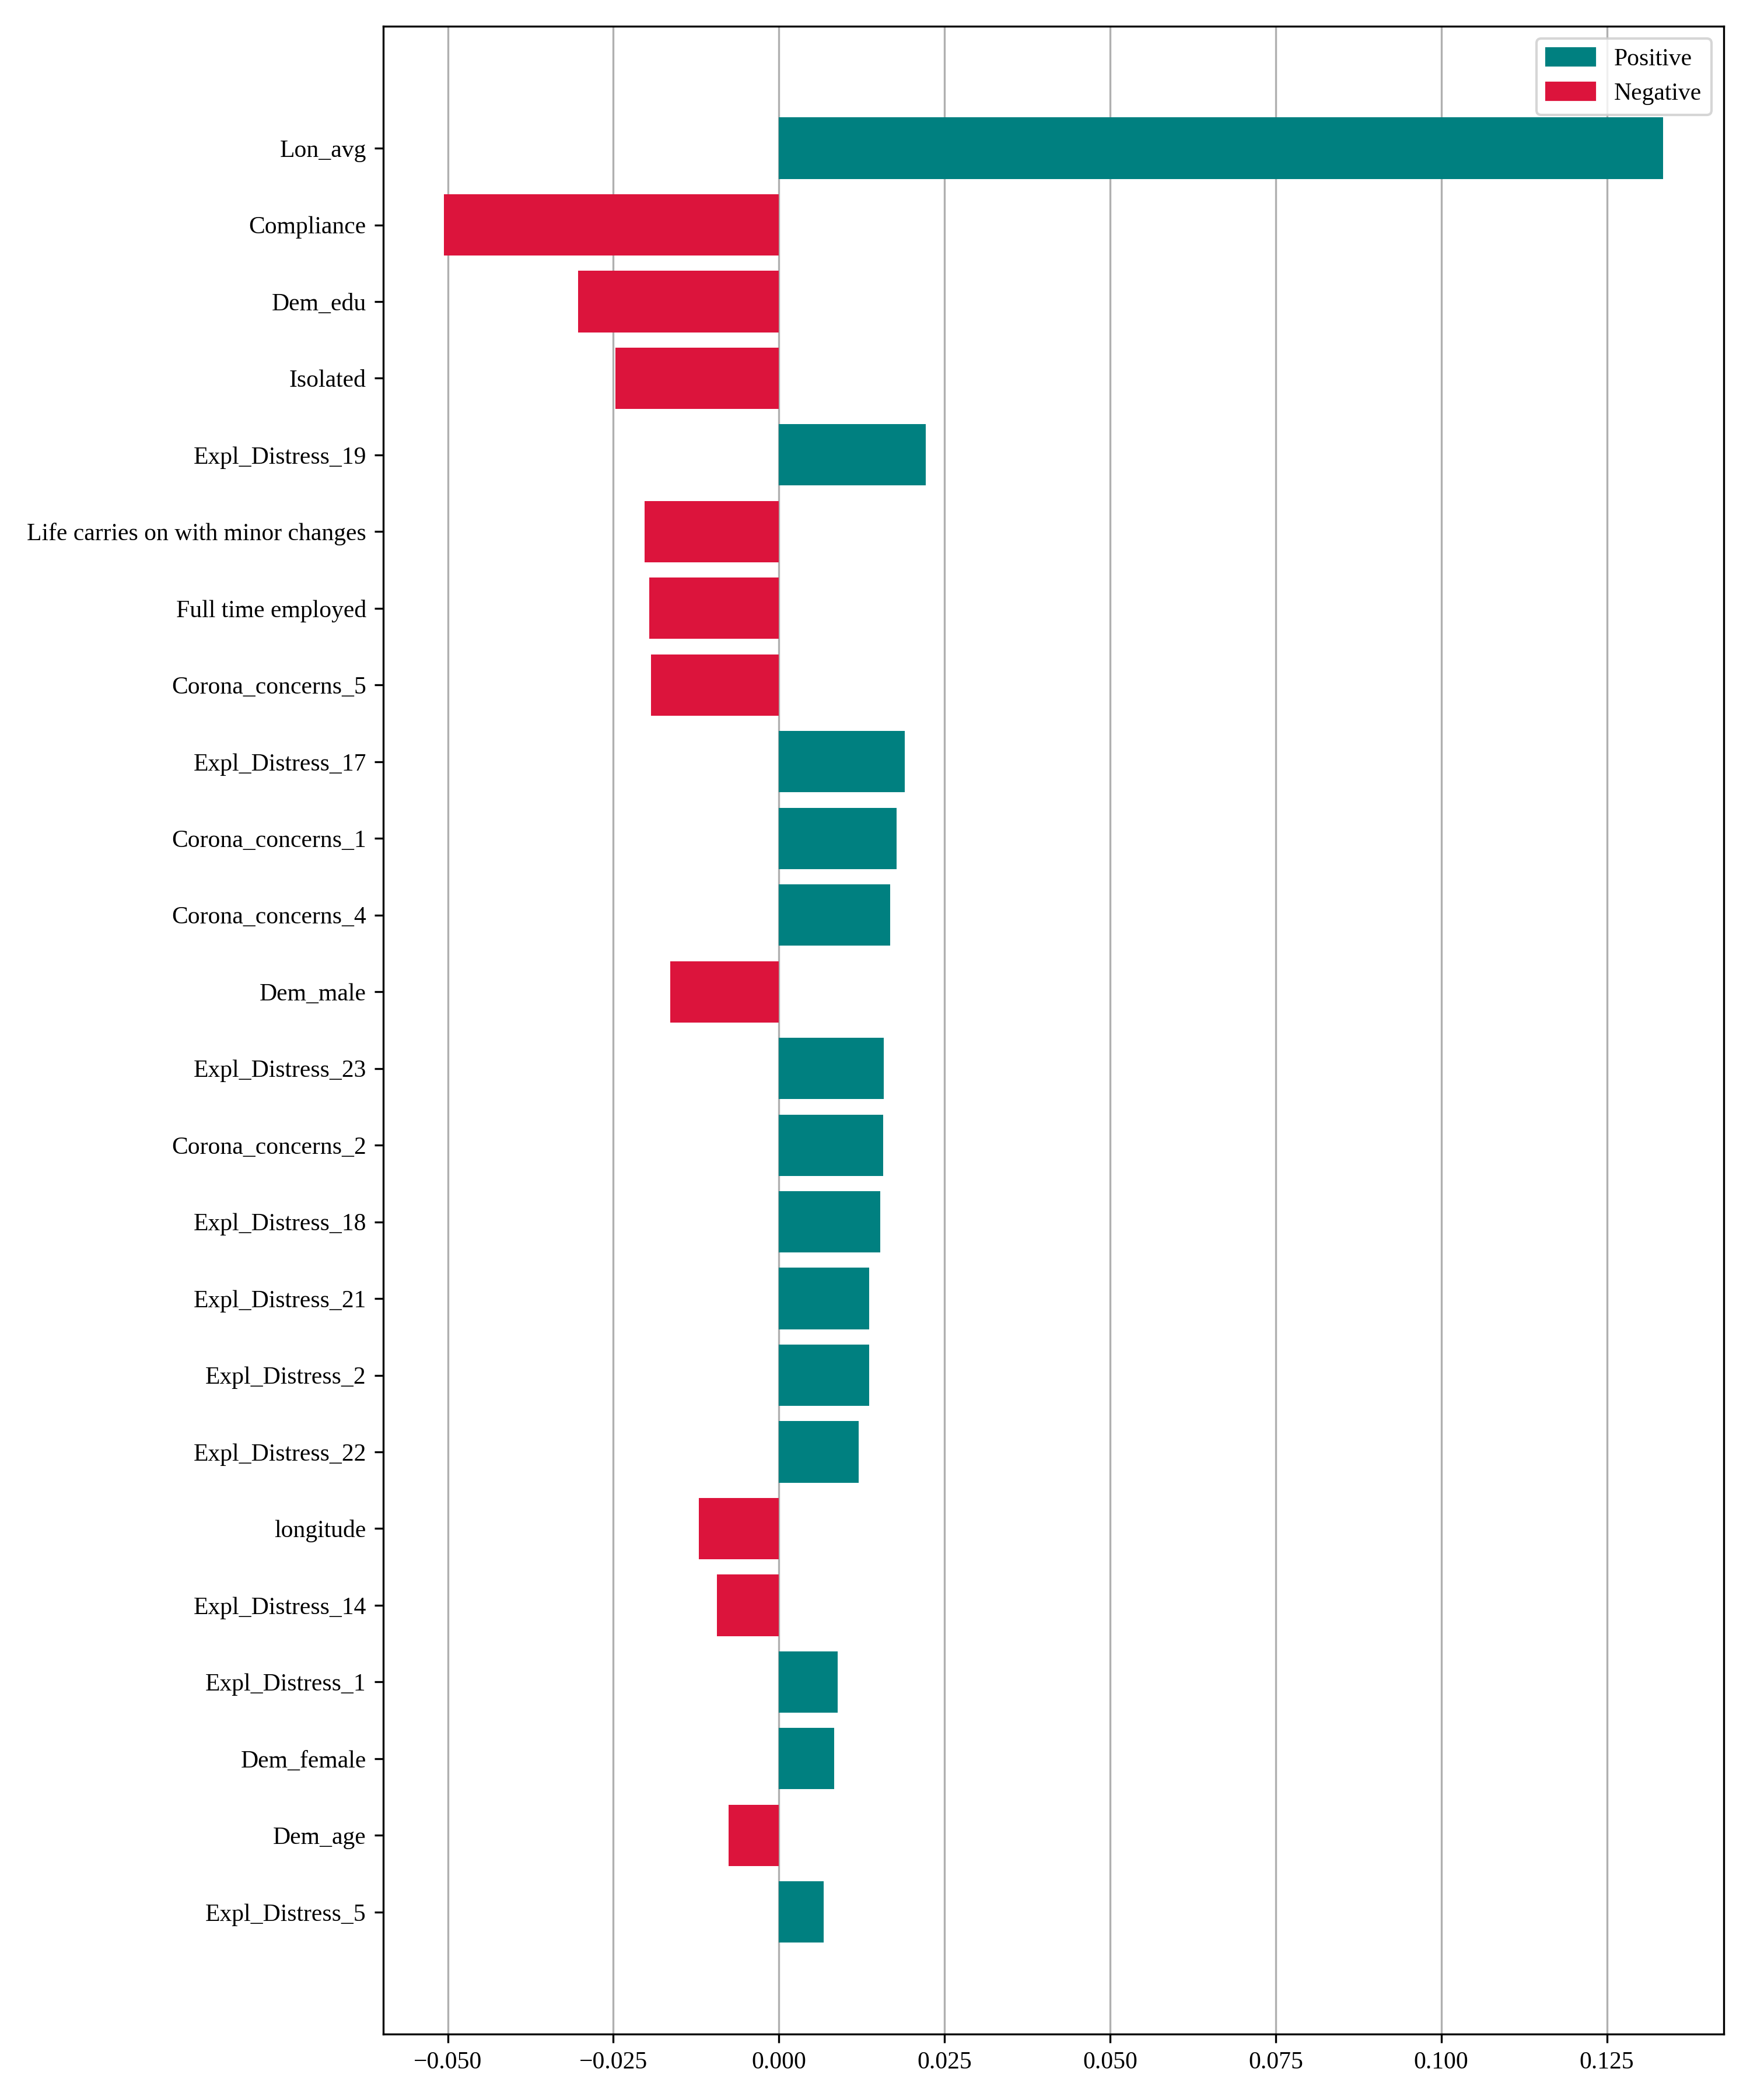 Positive
Negative
Lon_avg
Compliance
Dem_edu
Isolated
Expl_Distress_19
Life carries on with minor changes
Full time employed
Corona_concerns_5
Expl_Distress_17
Corona_concerns_1
Corona_concerns_4
Dem_male
Expl_Distress_23
Corona_concerns_2
Expl_Distress_18
Expl_Distress_21
Expl_Distress_2
Expl_Distress_22
longitude
Expl_Distress_14
Expl_Distress_1
Dem_female
Dem_age
Expl_Distress_5
−0.050 −0.025 0.000 0.025 0.050 0.075 0.100 0.125